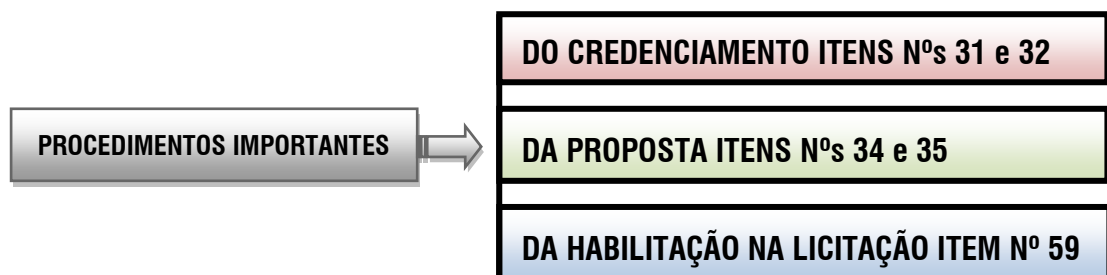 DO CREDENCIAMENTO ITENS Nºs 31 e 32
PROCEDIMENTOS IMPORTANTES
DA PROPOSTA ITENS Nºs 34 e 35
DA HABILITAÇÃO NA LICITAÇÃO ITEM Nº 59